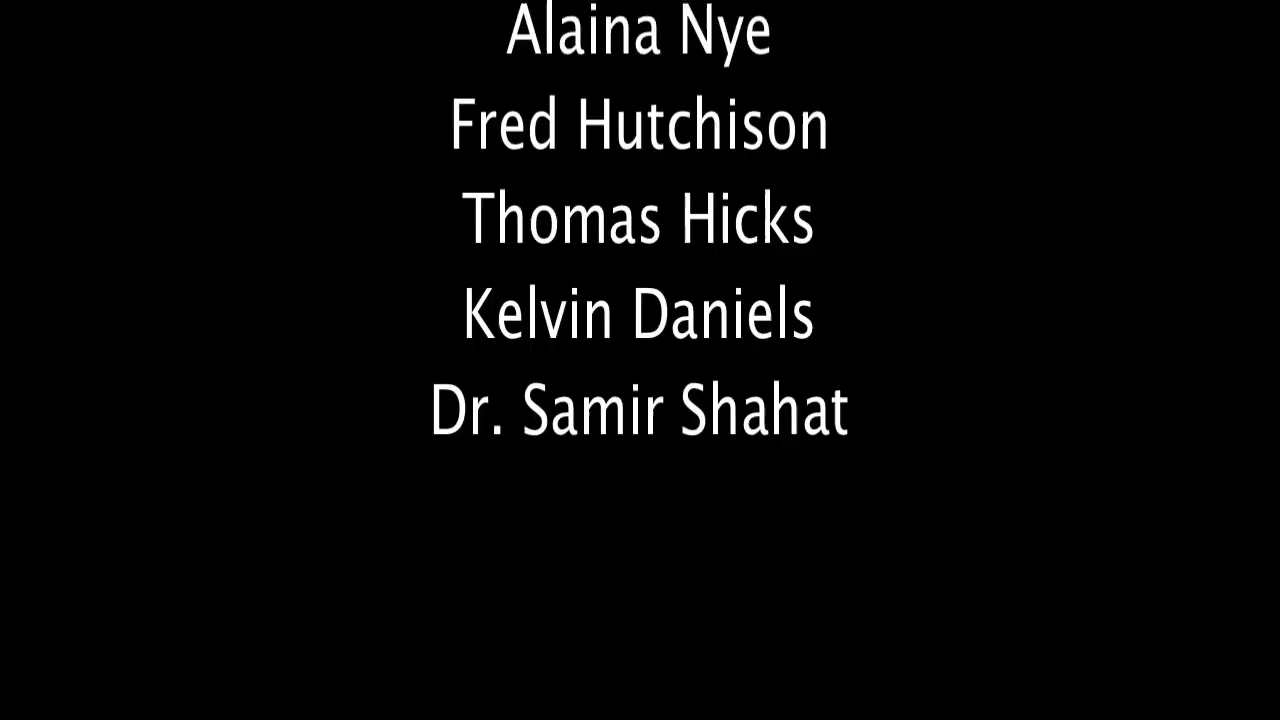 Alaina Nye
Fred Hutchison
Thomas Hicks
Kelvin Daniels
Dr. Samir Shahat